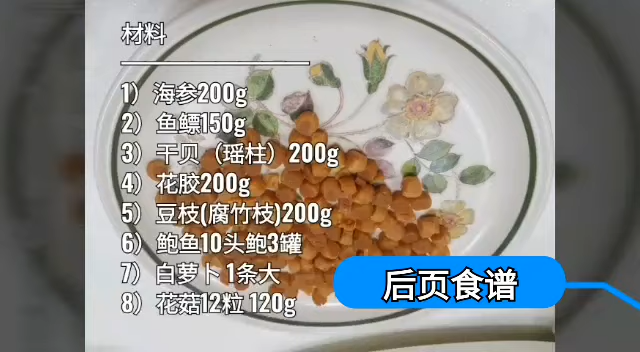 材料
1）海参200g
2）鱼鳔150g
3）干贝（瑶柱）200g
4）花胶200g
5）豆枝(腐竹枝)200g
6）鲍鱼10头鲍3罐
7）白萝卜 1条大
8）花菇12粒 120g
后页食谱